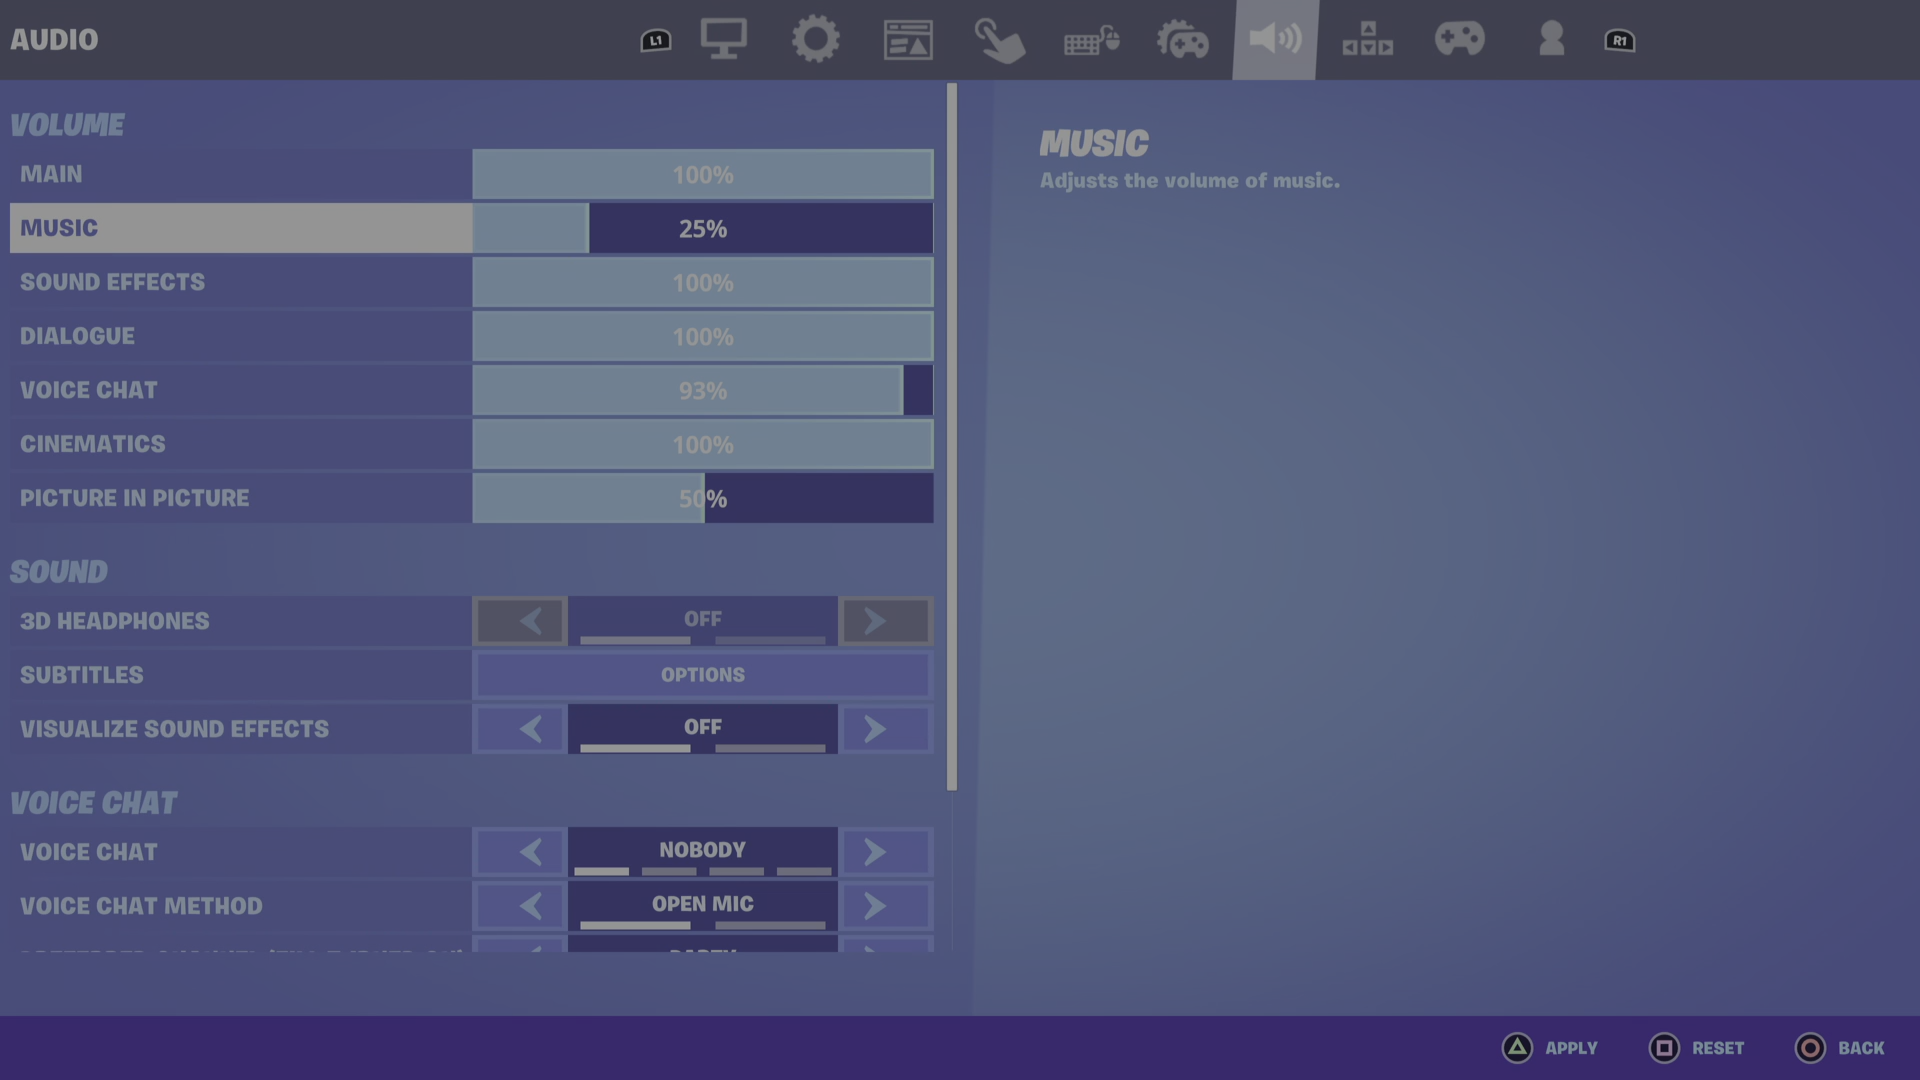 AUDIO
L1
R1
VOLUME
MAIN 100%
MUSIC 25%
SOUND EFFECTS 100%
DIALOGUE 100%
VOICE CHAT 93%
CINEMATICS 100%
PICTURE IN PICTURE 50%
SOUND
3D HEADPHONES OFF
SUBTITLES OPTIONS
VISUALIZE SOUND EFFECTS OFF
VOICE CHAT
VOICE CHAT NOBODY
VOICE CHAT METHOD OPEN MIC
MUSIC
Adjusts the volume of music.
APPLY RESET BACK